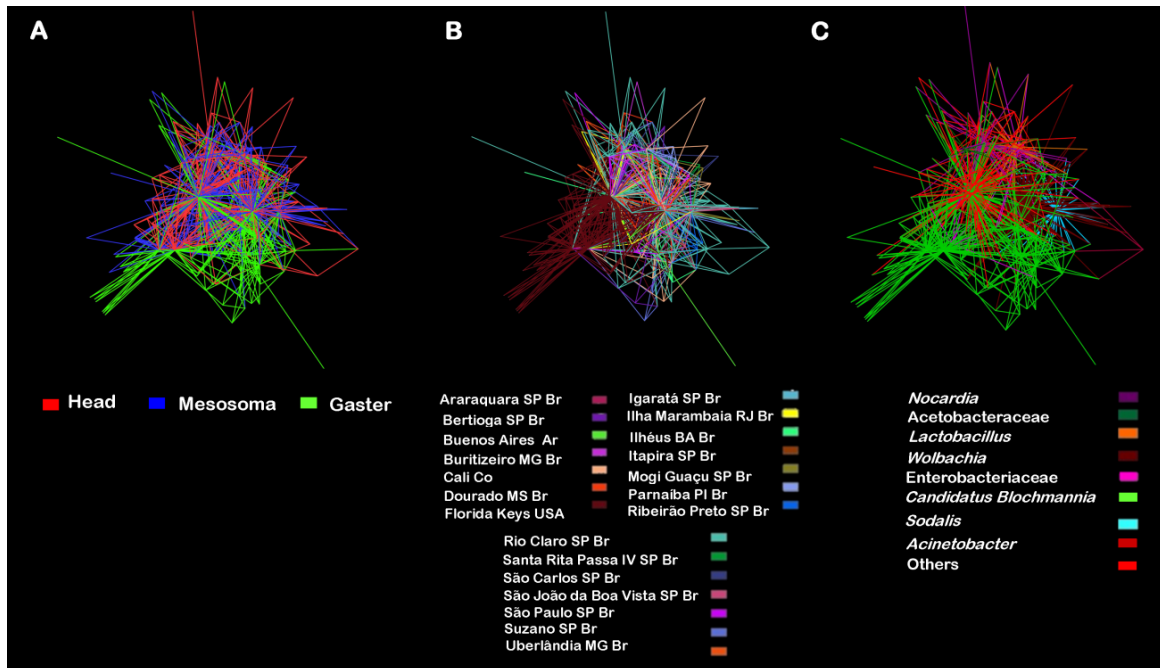 A B C
Head Mesosoma Gaster
Araraquara SP Br
Bertioga SP Br
Buenos Aires Ar
Buritizeiro MG Br
Cali Co
Dourado MS Br
Florida Keys USA
Igaratá SP Br
Ilha Marambaia RJ Br
Ilhéus BA Br
Itapira SP Br
Mogi Guaçu SP Br
Parnaíba PI Br
Ribeirão Preto SP Br
Rio Claro SP Br
Santa Rita Passa IV SP Br
São Carlos SP Br
São João da Boa Vista SP Br
São Paulo SP Br
Suzano SP Br
Uberlândia MG Br
Nocardia
Acetobacteraceae
Lactobacillus
Wolbachia
Enterobacteriaceae
Candidatus Blochmannia
Sodalis
Acinetobacter
Others